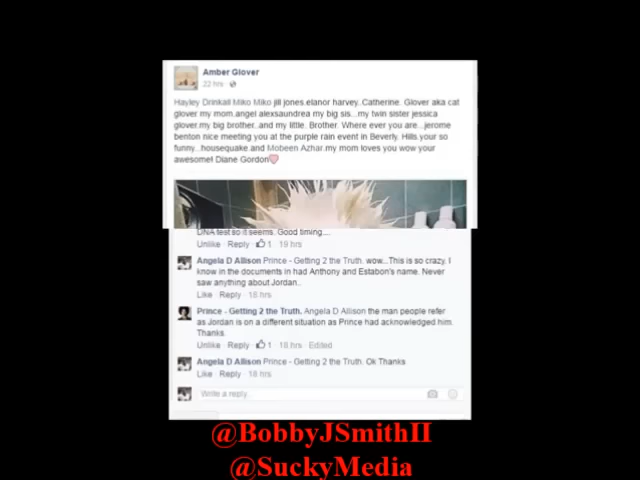 Amber Glover
22 hrs
Hayley Drinkall Miko Miko jill jones.elanor harvey..Catherine. Glover aka cat
glover my mom.angel alexsaundrea my big sis...my twin sister jessica
glover.my big brother..and my little. Brother. Where ever you are...jerome
benton nice meeting you at the purple rain event in Beverly. Hills.your so
funny...housequake.and Mobeen Azhar.my mom loves you wow your
awesome! Diane Gordon
DNA test so it seems. Good timing....
Unlike · Reply · 1 · 19 hrs
Angela D Allison Prince - Getting 2 the Truth. wow...This is so crazy. I
know in the documents in had Anthony and Estabon's name. Never
saw anything about Jordan..
Like · Reply · 18 hrs
Prince - Getting 2 the Truth. Angela D Allison the man people refer
as Jordan is on a different situation as Prince had acknowledged him.
Thanks.
Unlike · Reply · 1 · 18 hrs · Edited
Angela D Allison Prince - Getting 2 the Truth. Ok Thanks
Like · Reply · 18 hrs
Write a reply...
@BobbyJSmithII
@SuckyMedia